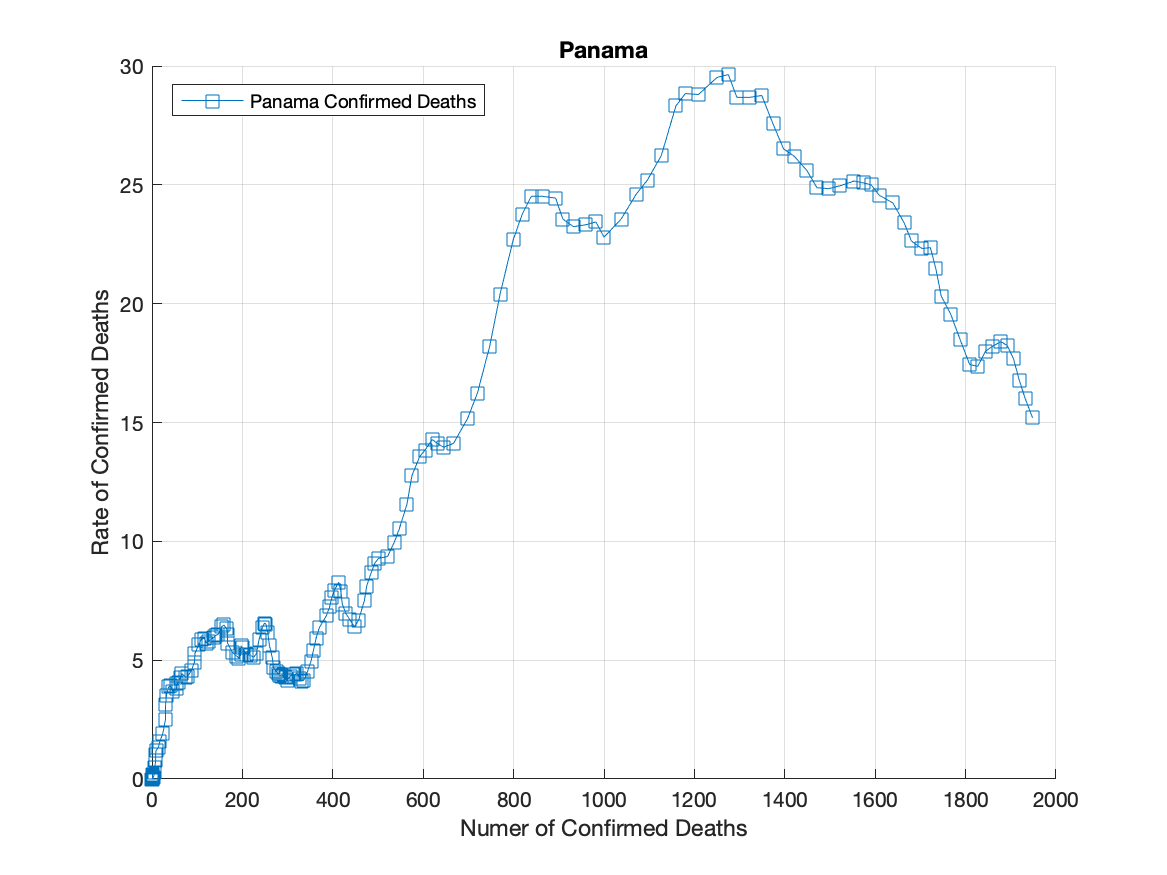 Panama
Panama Confirmed Deaths
Rate of Confirmed Deaths
30
25
20
15
10
5
0
0 200 400 600 800 1000 1200 1400 1600 1800 2000
Numer of Confirmed Deaths